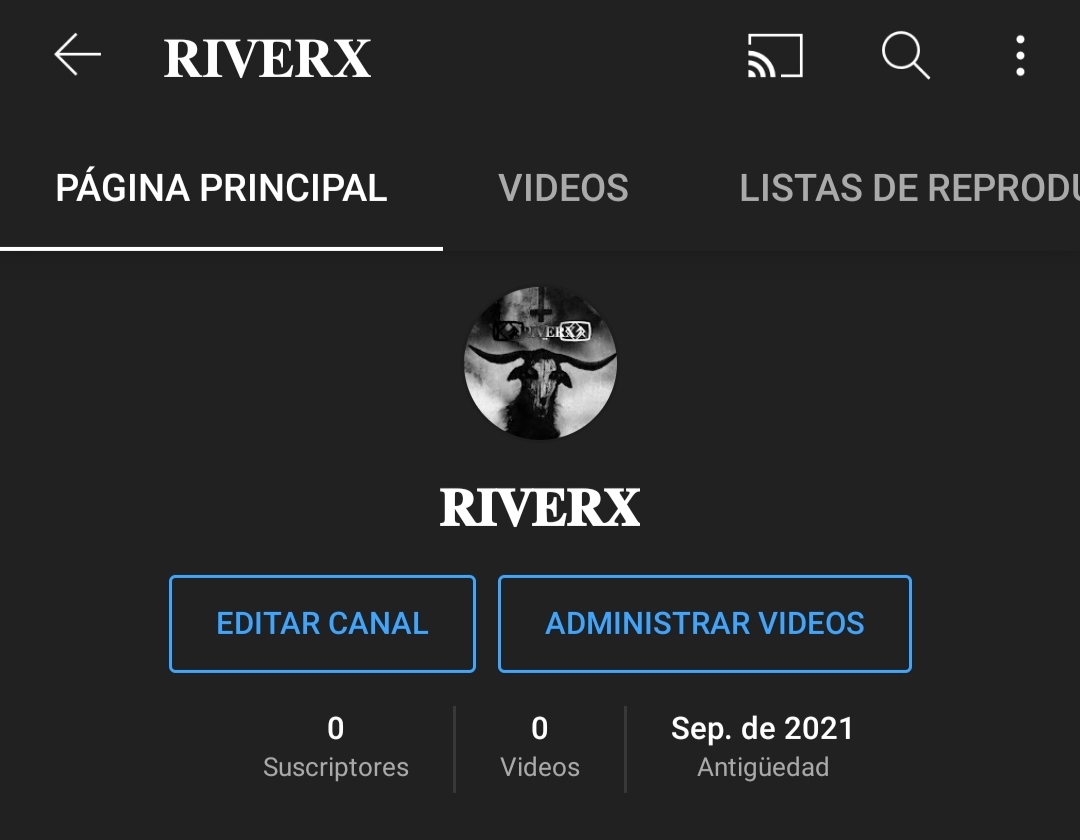 RIVERX
PÁGINA PRINCIPAL VIDEOS LISTAS DE REPRODU
RIVERX
RIVERX
EDITAR CANAL ADMINISTRAR VIDEOS
0 0 Sep. de 2021
Suscriptores Videos Antigüedad